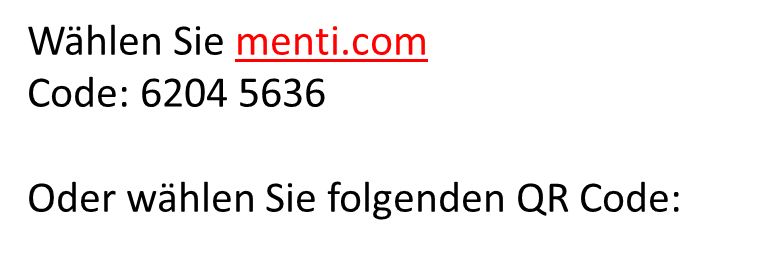 Wählen Sie menti.com
Code: 6204 5636
Oder wählen Sie folgenden QR Code: